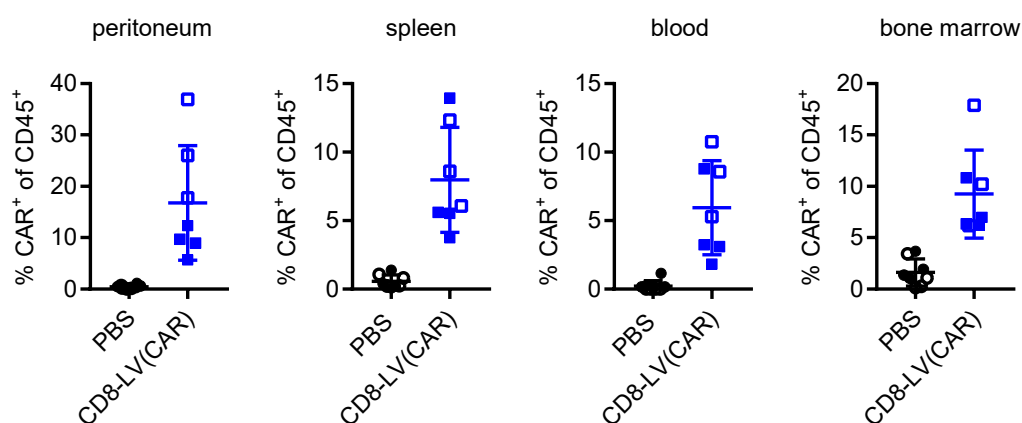 peritoneum
% CAR⁺ of CD45⁺
40
30
20
10
0
PBS
CD8-LV(CAR)
spleen
% CAR⁺ of CD45⁺
15
10
5
0
PBS
CD8-LV(CAR)
blood
% CAR⁺ of CD45⁺
15
10
5
0
PBS
CD8-LV(CAR)
bone marrow
% CAR⁺ of CD45⁺
20
15
10
5
0
PBS
CD8-LV(CAR)